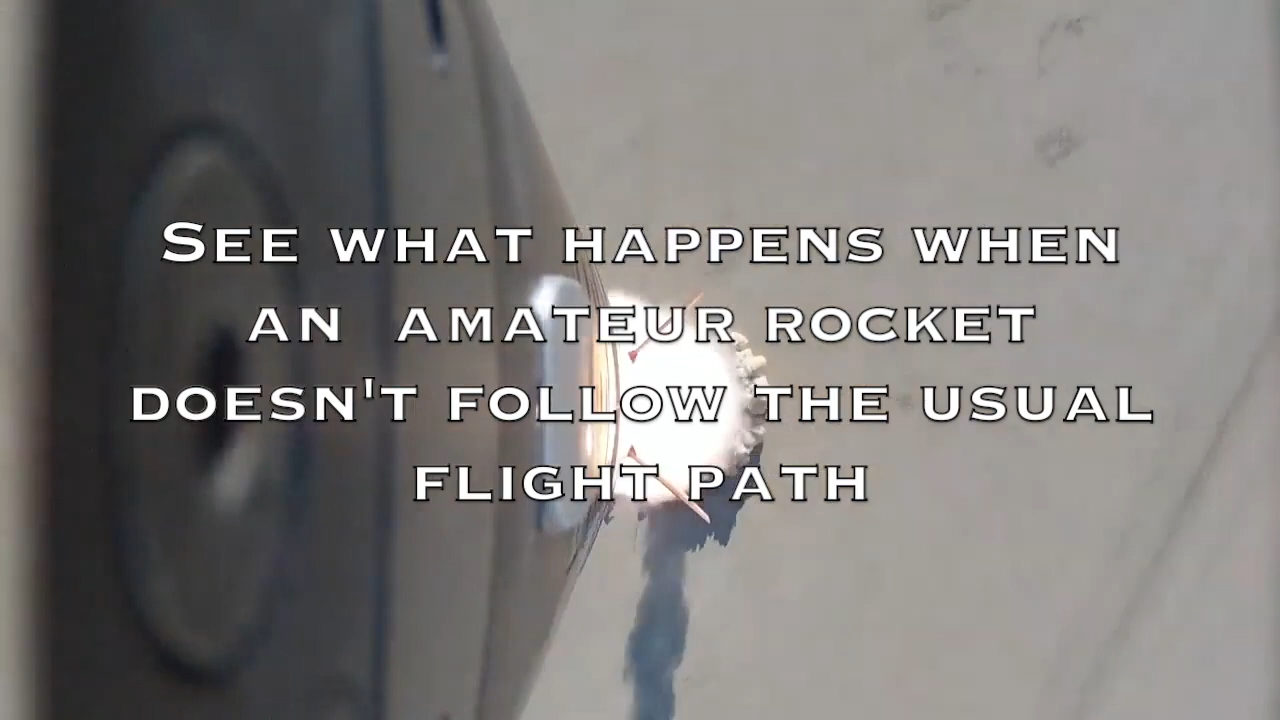 See what happens when
an  amateur rocket
doesn't follow the usual
flight path